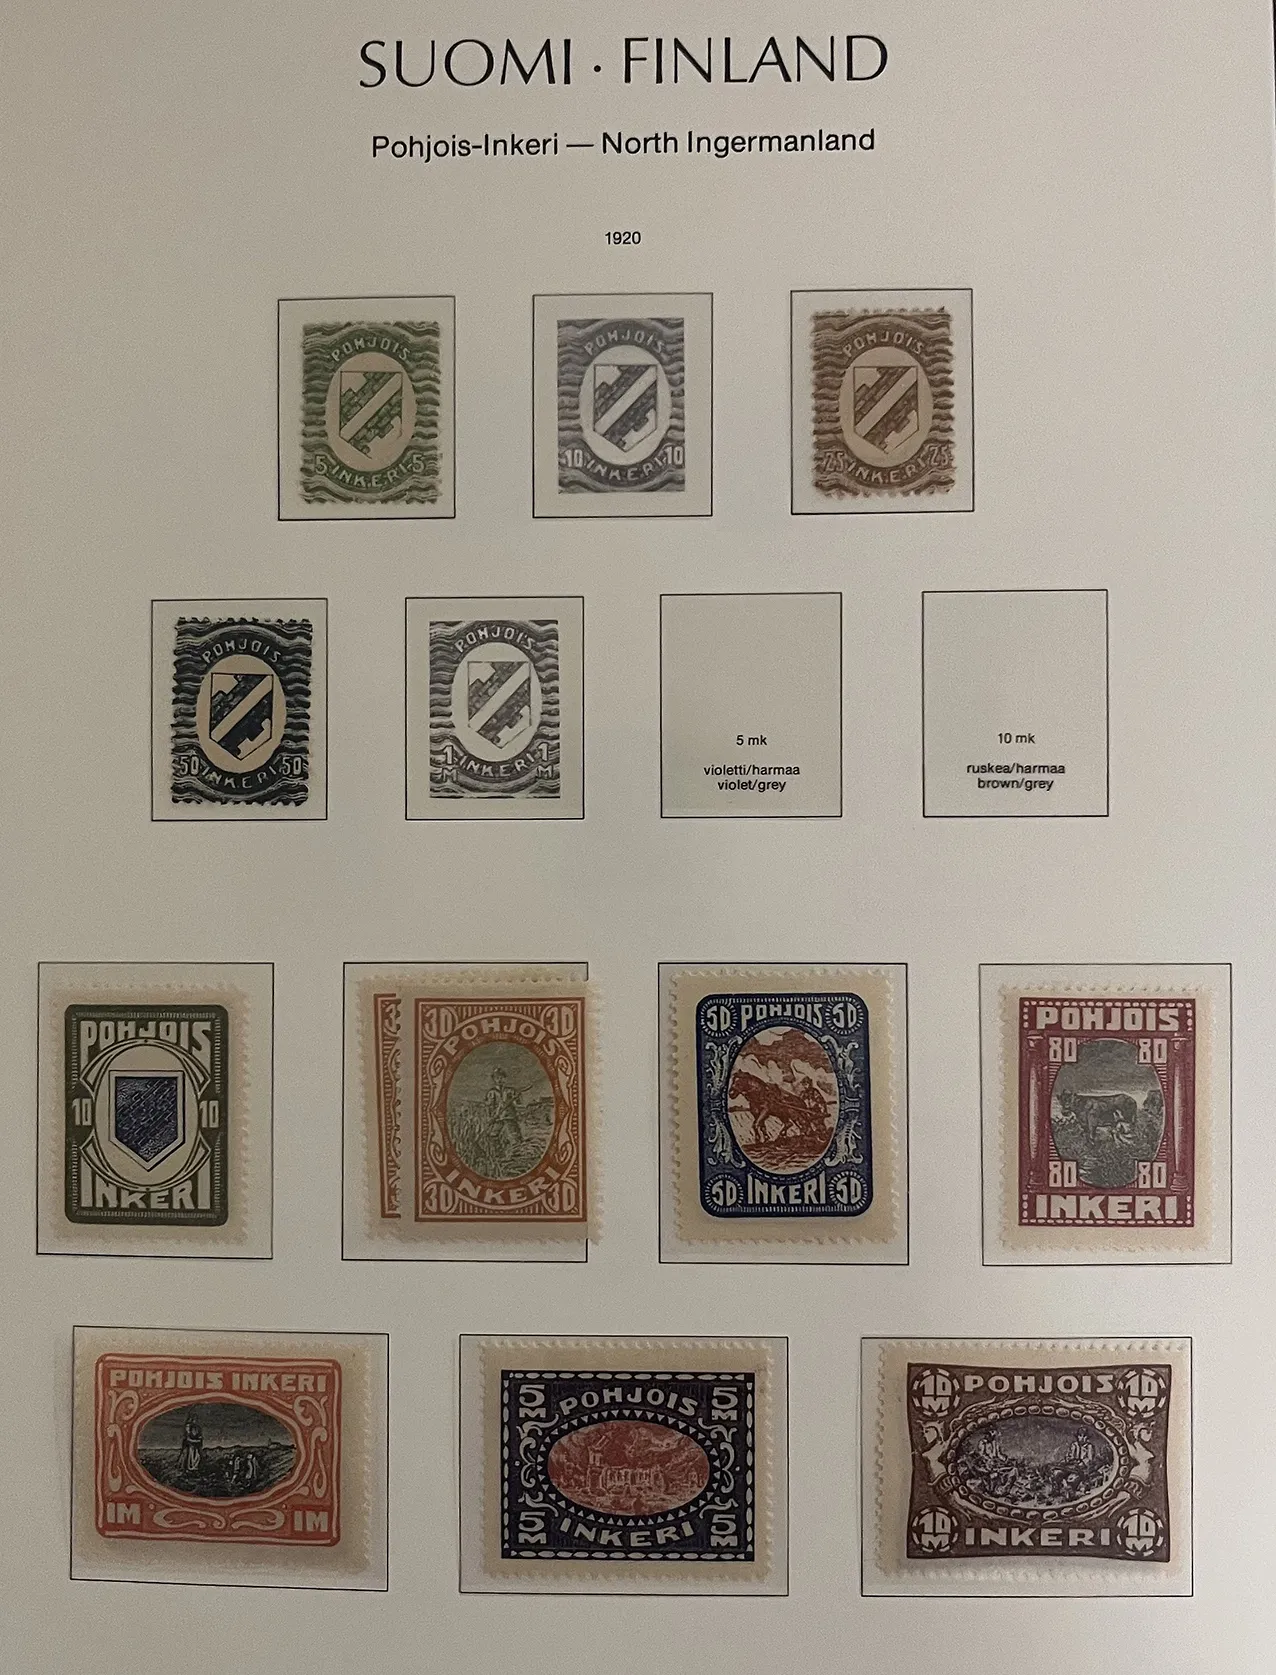 SUOMI · FINLAND
Pohjois-Inkeri — North Ingermanland
1920
POHJOIS
5 INKERI 5
POHJOIS
10 INKERI 10
POHJOIS
25 INKERI 25
POHJOIS
50 INKERI 50
POHJOIS
1 M INKERI 1 M
5 mk
violetti/harmaa
violet/grey
10 mk
ruskea/harmaa
brown/grey
POHJOIS
10 10
INKERI
30 30
POHJOIS
INKERI
30 30
50 POHJOIS 50
50 INKERI 50
POHJOIS
80 80
80 80
INKERI
POHJOIS INKERI
1M 1M
5M POHJOIS 5M
5M INKERI 5M
10M POHJOIS 10M
10M INKERI 10M